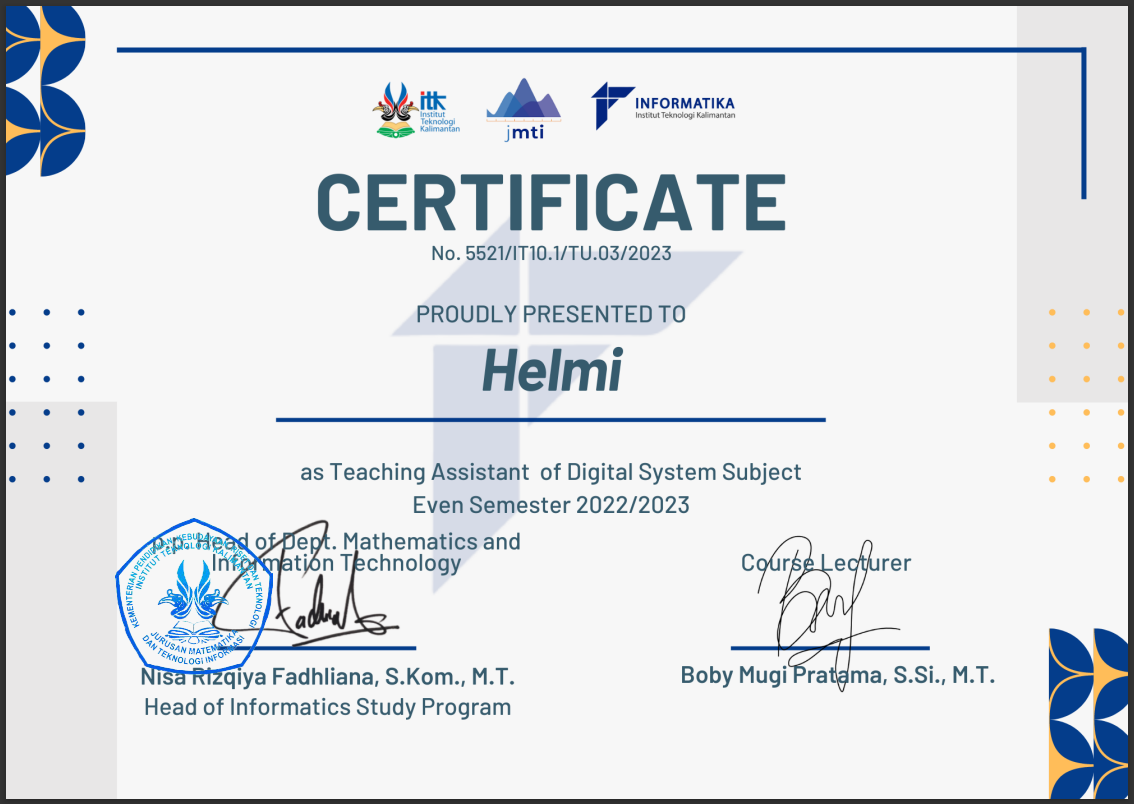 itk
Institut
Teknologi
Kalimantan
jmti
INFORMATIKA
Institut Teknologi Kalimantan
CERTIFICATE
No. 5521/IT10.1/TU.03/2023
PROUDLY PRESENTED TO
Helmi
as Teaching Assistant of Digital System Subject
Even Semester 2022/2023
p.p. Head of Dept. Mathematics and
Information Technology
Course Lecturer
KEMENTERIAN PENDIDIKAN, KEBUDAYAAN, RISET, DAN TEKNOLOGI
INSTITUT TEKNOLOGI KALIMANTAN
JURUSAN MATEMATIKA
DAN TEKNOLOGI INFORMASI
Nisa Rizqiya Fadhliana, S.Kom., M.T.
Head of Informatics Study Program
Boby Mugi Pratama, S.Si., M.T.